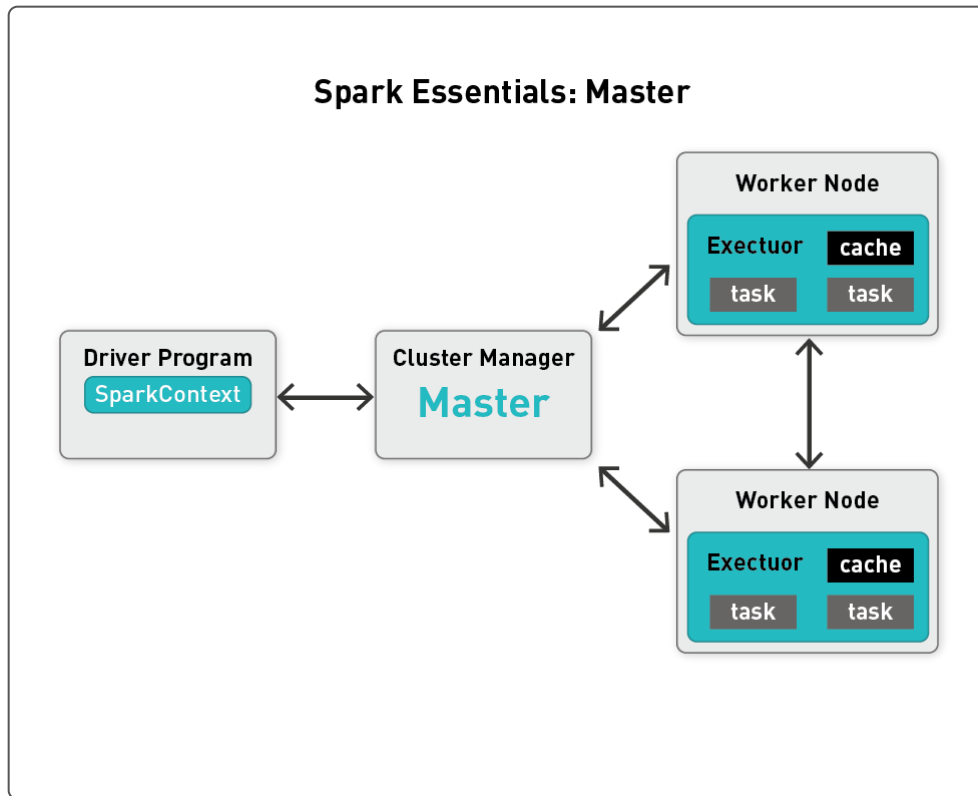 Spark Essentials: Master
Driver Program
SparkContext
Cluster Manager
Master
Worker Node
Exectuor
cache
task
task
Worker Node
Exectuor
cache
task
task